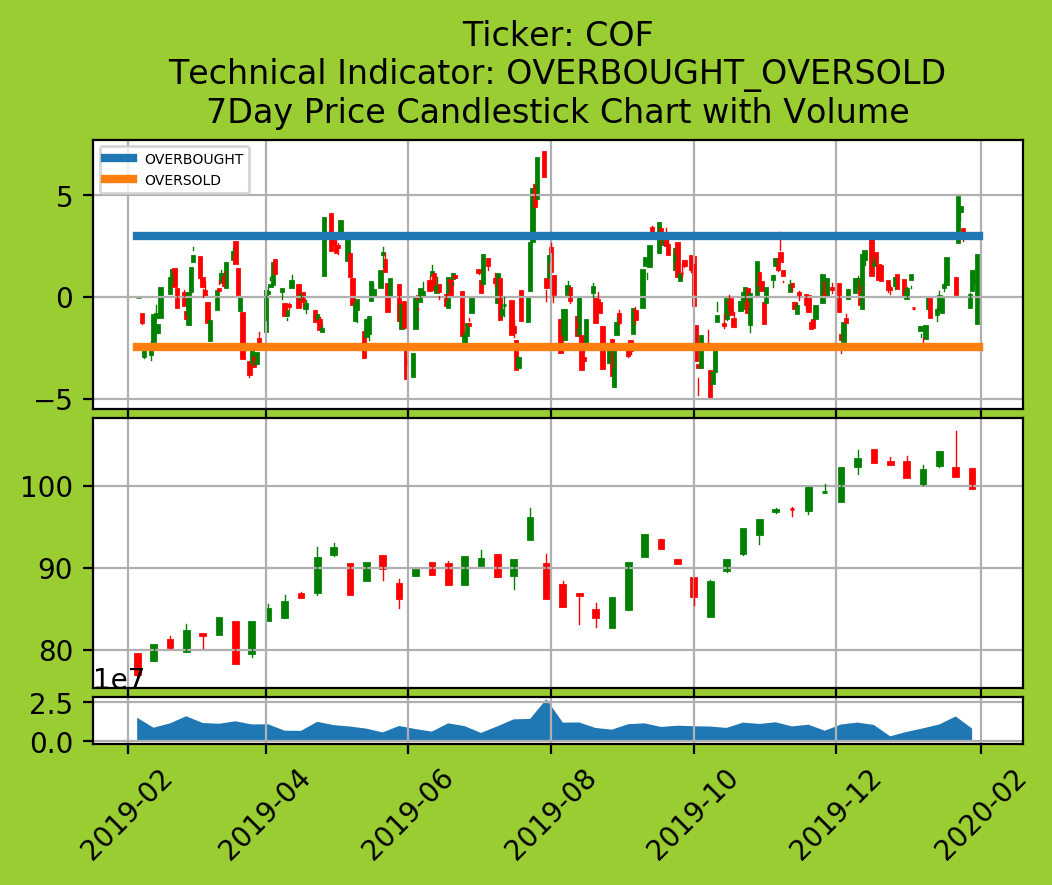 Ticker: COF
Technical Indicator: OVERBOUGHT_OVERSOLD
7Day Price Candlestick Chart with Volume
OVERBOUGHT
OVERSOLD
5
0
−5
100
90
80
1e7
2.5
0.0
2019-02
2019-04
2019-06
2019-08
2019-10
2019-12
2020-02